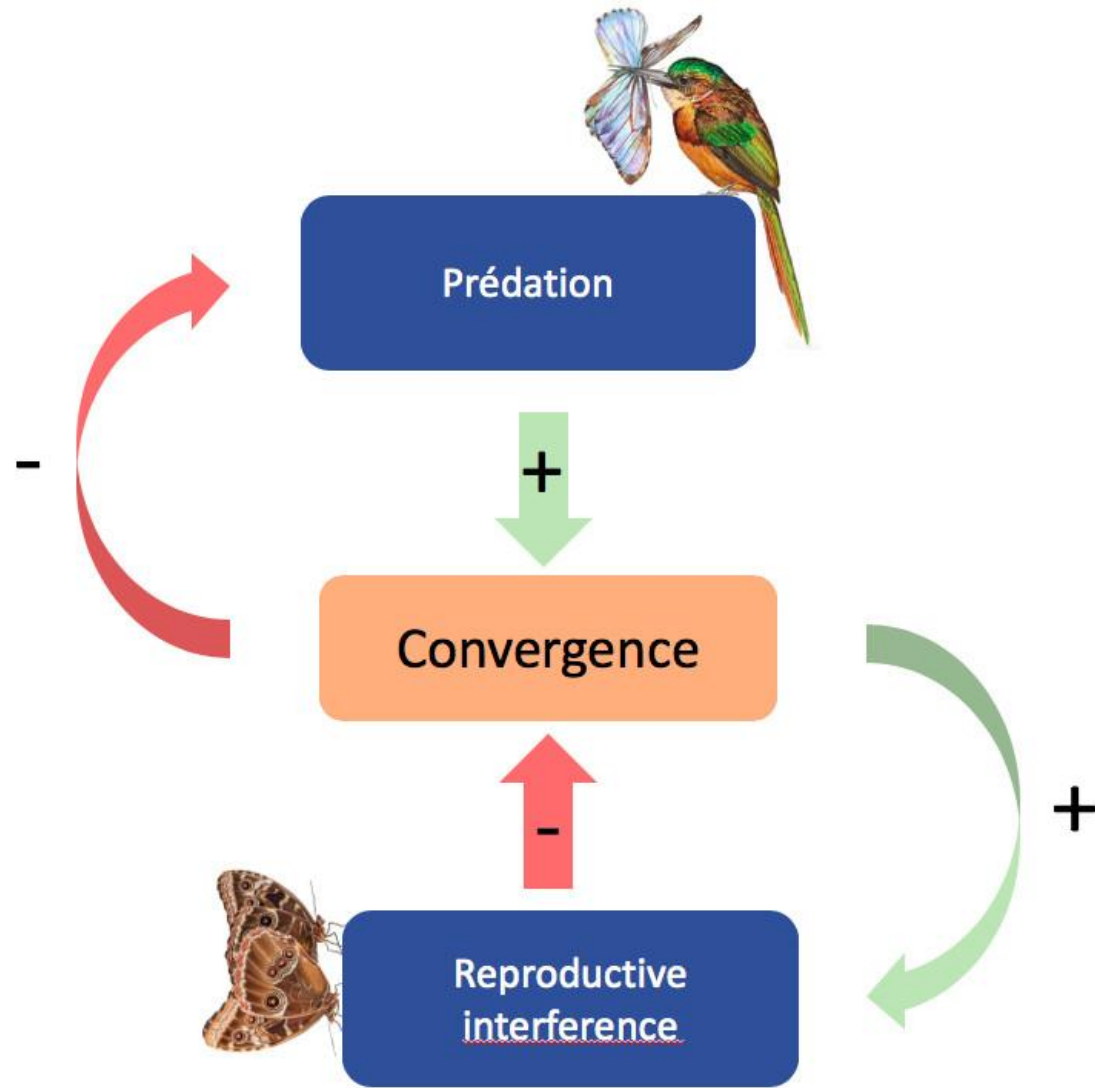 Prédation
-
+
Convergence
-
+
Reproductive
interference